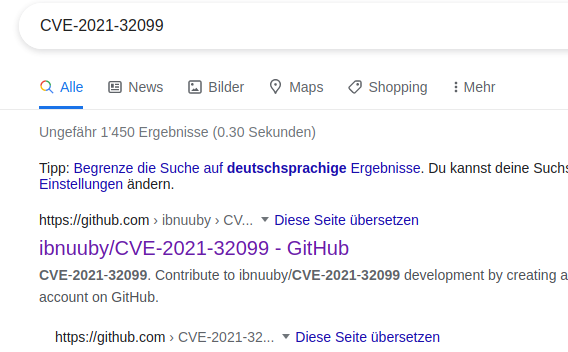 CVE-2021-32099
Alle News Bilder Maps Shopping Mehr
Ungefähr 1'450 Ergebnisse (0.30 Sekunden)
Tipp: Begrenze die Suche auf deutschsprachige Ergebnisse. Du kannst deine Suchs
Einstellungen ändern.
https://github.com › ibnuuby › CV... Diese Seite übersetzen
ibnuuby/CVE-2021-32099 - GitHub
CVE-2021-32099. Contribute to ibnuuby/CVE-2021-32099 development by creating a
account on GitHub.
https://github.com › CVE-2021-32... Diese Seite übersetzen